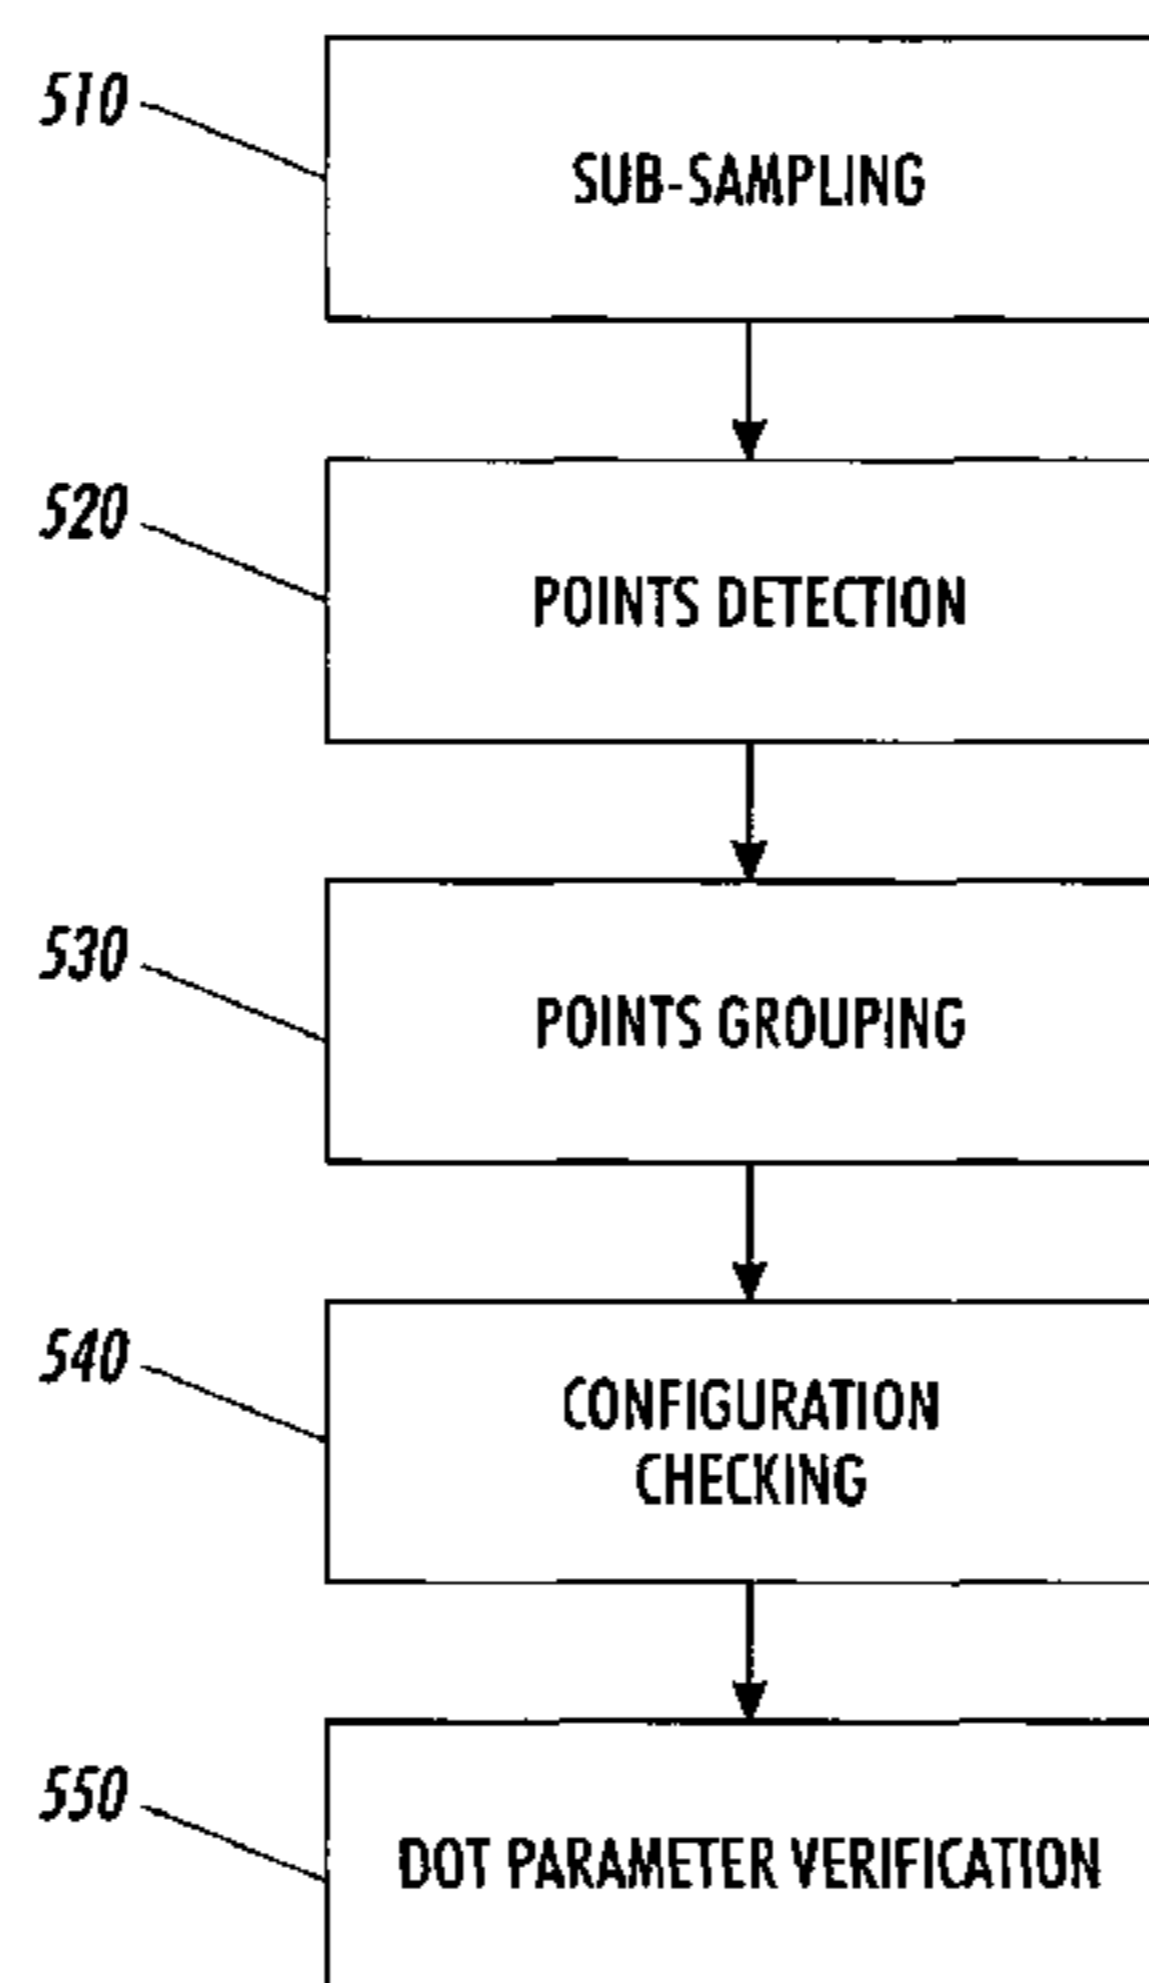 510
SUB-SAMPLING
520
POINTS DETECTION
530
POINTS GROUPING
540
CONFIGURATION
CHECKING
550
DOT PARAMETER VERIFICATION